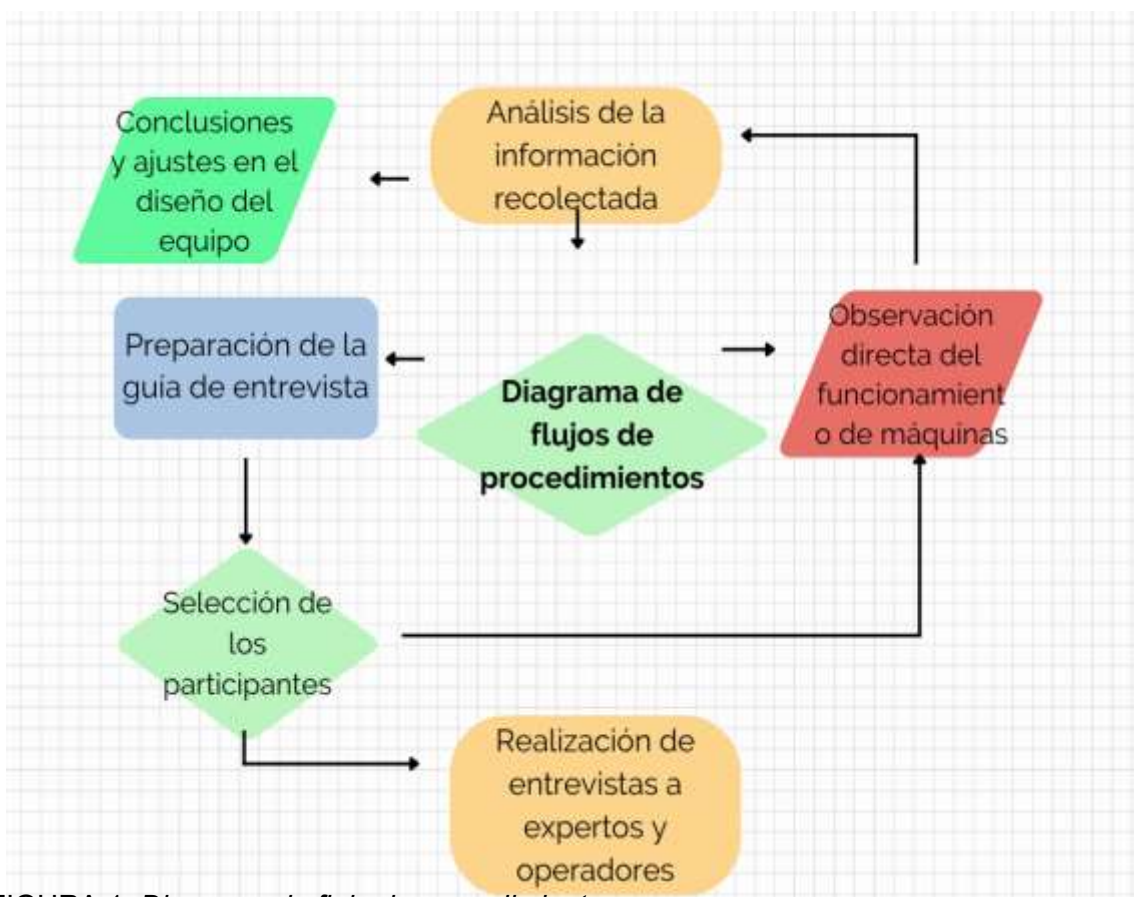 Conclusiones
y ajustes en el
diseño del
equipo
Análisis de la
información
recolectada
Preparación de la
guía de entrevista
Diagrama de
flujos de
procedimientos
Observación
directa del
funcionamient
o de máquinas
Selección de
los
participantes
Realización de
entrevistas a
expertos y
operadores